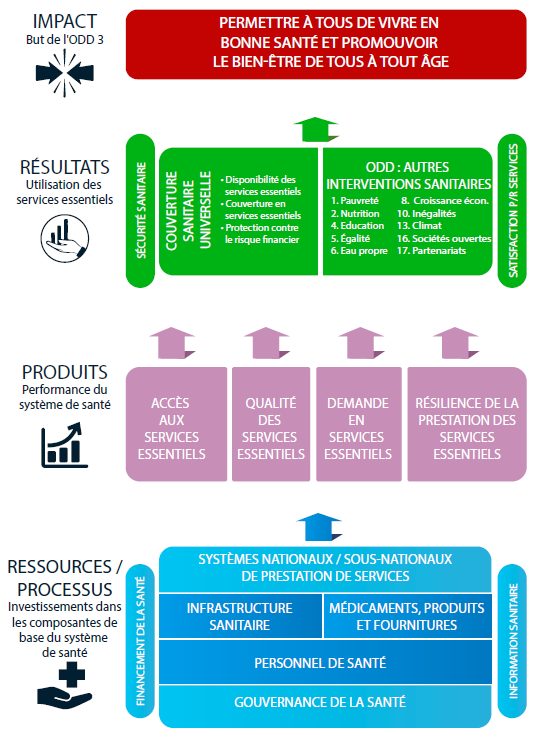 IMPACT
But de l'ODD 3
PERMETTRE À TOUS DE VIVRE EN
BONNE SANTÉ ET PROMOUVOIR
LE BIEN-ÊTRE DE TOUS À TOUT ÂGE
RÉSULTATS
Utilisation des
services essentiels
SÉCURITÉ SANITAIRE
COUVERTURE
SANITAIRE
UNIVERSELLE
• Disponibilité des
services essentiels
• Couverture en
services essentiels
• Protection contre
le risque financier
ODD : AUTRES
INTERVENTIONS SANITAIRES
1. Pauvreté
2. Nutrition
4. Education
5. Égalité
6. Eau propre
8. Croissance écon.
10. Inégalités
13. Climat
16. Sociétés ouvertes
17. Partenariats
SATISFACTION P/R SERVICES
PRODUITS
Performance du
système de santé
ACCÈS
AUX
SERVICES
ESSENTIELS
QUALITÉ
DES
SERVICES
ESSENTIELS
DEMANDE
EN
SERVICES
ESSENTIELS
RÉSILIENCE DE LA
PRESTATION DES
SERVICES
ESSENTIELS
RESSOURCES /
PROCESSUS
Investissements dans
les composantes de
base du système
de santé
FINANCEMENT DE LA SANTÉ
SYSTÈMES NATIONAUX / SOUS-NATIONAUX
DE PRESTATION DE SERVICES
INFRASTRUCTURE
SANITAIRE
MÉDICAMENTS, PRODUITS
ET FOURNITURES
PERSONNEL DE SANTÉ
GOUVERNANCE DE LA SANTÉ
INFORMATION SANITAIRE